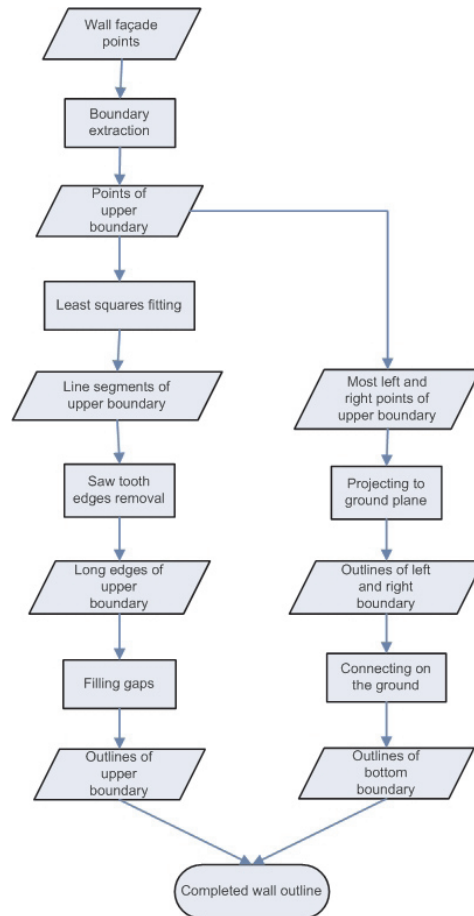 Wall façade
points
Boundary
extraction
Points of
upper
boundary
Least squares fitting
Line segments of
upper boundary
Saw tooth
edges removal
Long edges of
upper
boundary
Filling gaps
Outlines of
upper
boundary
Most left and
right points of
upper boundary
Projecting to
ground plane
Outlines of left
and right
boundary
Connecting on
the ground
Outlines of
bottom
boundary
Completed wall outline